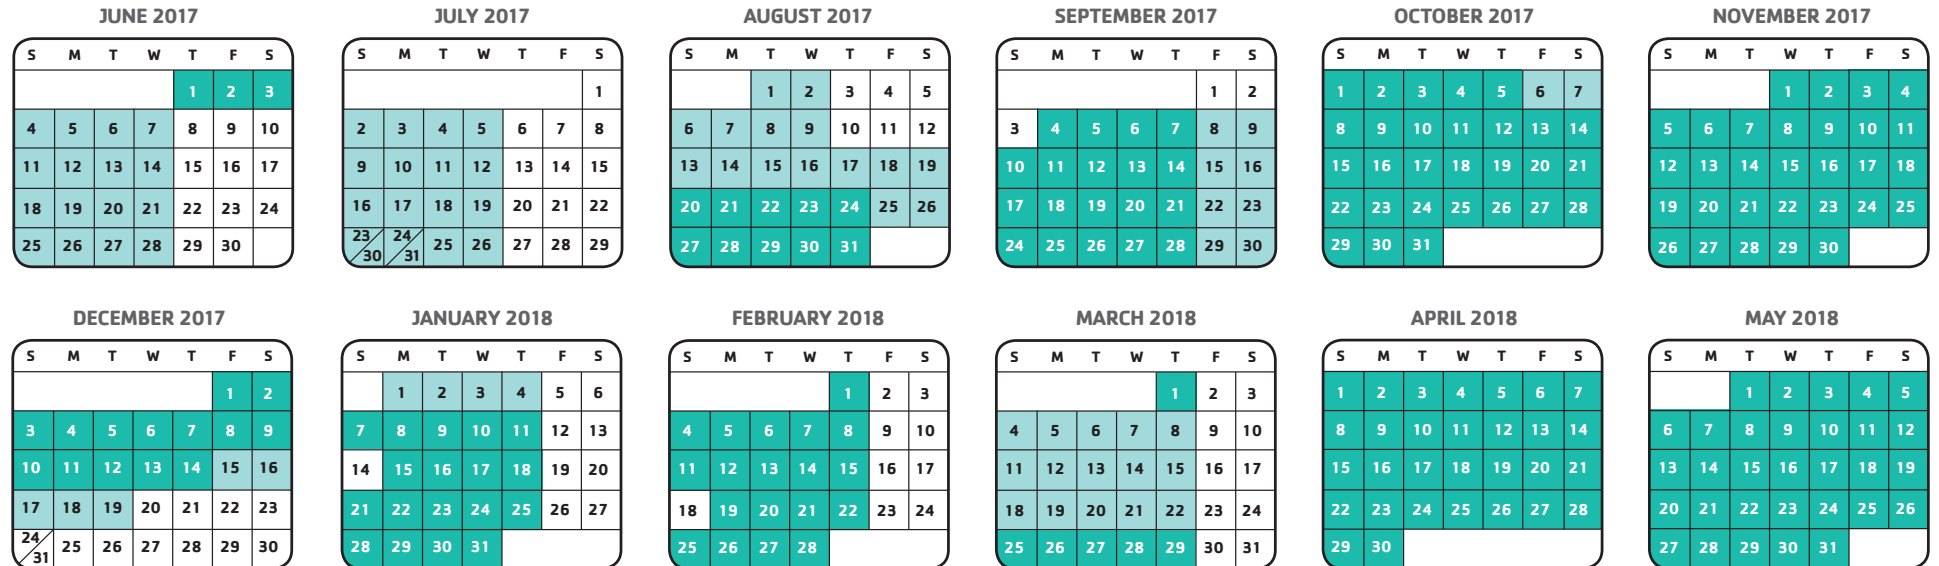 JUNE 2017
S M T W T F S
1 2 3
4 5 6 7 8 9 10
11 12 13 14 15 16 17
18 19 20 21 22 23 24
25 26 27 28 29 30
JULY 2017
S M T W T F S
1
2 3 4 5 6 7 8
9 10 11 12 13 14 15
16 17 18 19 20 21 22
23/30 24/31 25 26 27 28 29
AUGUST 2017
S M T W T F S
1 2 3 4 5
6 7 8 9 10 11 12
13 14 15 16 17 18 19
20 21 22 23 24 25 26
27 28 29 30 31
SEPTEMBER 2017
S M T W T F S
1 2
3 4 5 6 7 8 9
10 11 12 13 14 15 16
17 18 19 20 21 22 23
24 25 26 27 28 29 30
OCTOBER 2017
S M T W T F S
1 2 3 4 5 6 7
8 9 10 11 12 13 14
15 16 17 18 19 20 21
22 23 24 25 26 27 28
29 30 31
NOVEMBER 2017
S M T W T F S
1 2 3 4
5 6 7 8 9 10 11
12 13 14 15 16 17 18
19 20 21 22 23 24 25
26 27 28 29 30
DECEMBER 2017
S M T W T F S
1 2
3 4 5 6 7 8 9
10 11 12 13 14 15 16
17 18 19 20 21 22 23
24/31 25 26 27 28 29 30
JANUARY 2018
S M T W T F S
1 2 3 4 5 6
7 8 9 10 11 12 13
14 15 16 17 18 19 20
21 22 23 24 25 26 27
28 29 30 31
FEBRUARY 2018
S M T W T F S
1 2 3
4 5 6 7 8 9 10
11 12 13 14 15 16 17
18 19 20 21 22 23 24
25 26 27 28
MARCH 2018
S M T W T F S
1 2 3
4 5 6 7 8 9 10
11 12 13 14 15 16 17
18 19 20 21 22 23 24
25 26 27 28 29 30 31
APRIL 2018
S M T W T F S
1 2 3 4 5 6 7
8 9 10 11 12 13 14
15 16 17 18 19 20 21
22 23 24 25 26 27 28
29 30
MAY 2018
S M T W T F S
1 2 3 4 5
6 7 8 9 10 11 12
13 14 15 16 17 18 19
20 21 22 23 24 25 26
27 28 29 30 31